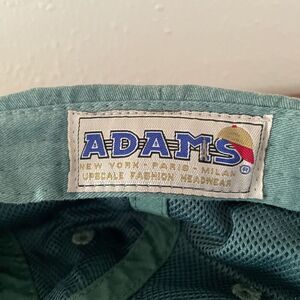 ADAMS®
NEW YORK - PARIS - MILAN
UPSCALE FASHION HEADWEAR